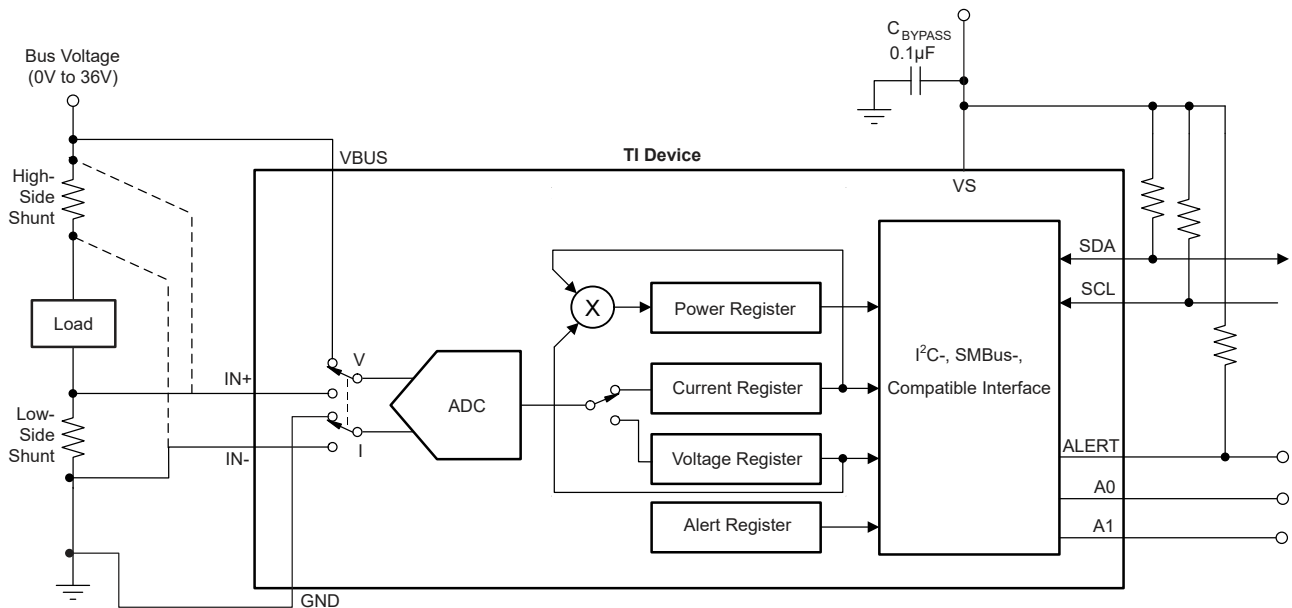 C_BYPASS
0.1µF
Bus Voltage
(0V to 36V)
TI Device
VBUS
VS
High-
Side
Shunt
SDA
SCL
X
Power Register
Load
V
I²C-, SMBus-,
Compatible Interface
IN+
ADC
Current Register
Low-
Side
Shunt
I
IN-
Voltage Register
ALERT
A0
Alert Register
A1
GND